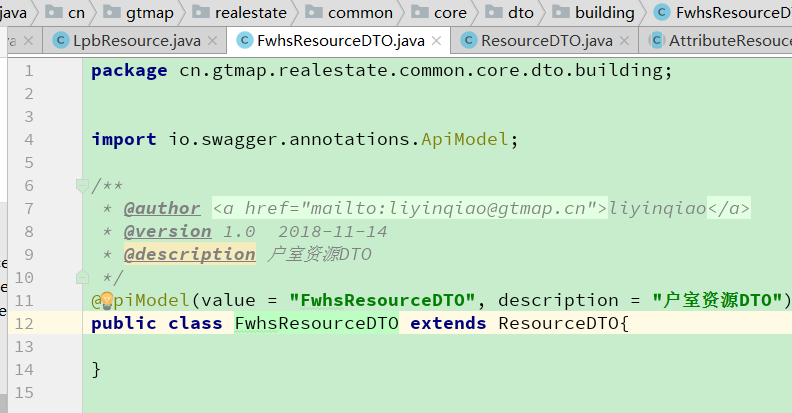 java cn gtmap realestate common core dto building FwhsResourceDT
va LpbResource.java FwhsResourceDTO.java ResourceDTO.java AttributeResouce
1 package cn.gtmap.realestate.common.core.dto.building;
2
3
4 import io.swagger.annotations.ApiModel;
5
6 /**
7 * @author <a href="mailto:liyinqiao@gtmap.cn">liyinqiao</a>
8 * @version 1.0 2018-11-14
9 * @description 户室资源DTO
10 */
11 @ApiModel(value = "FwhsResourceDTO", description = "户室资源DTO")
12 public class FwhsResourceDTO extends ResourceDTO{
13
14 }
15